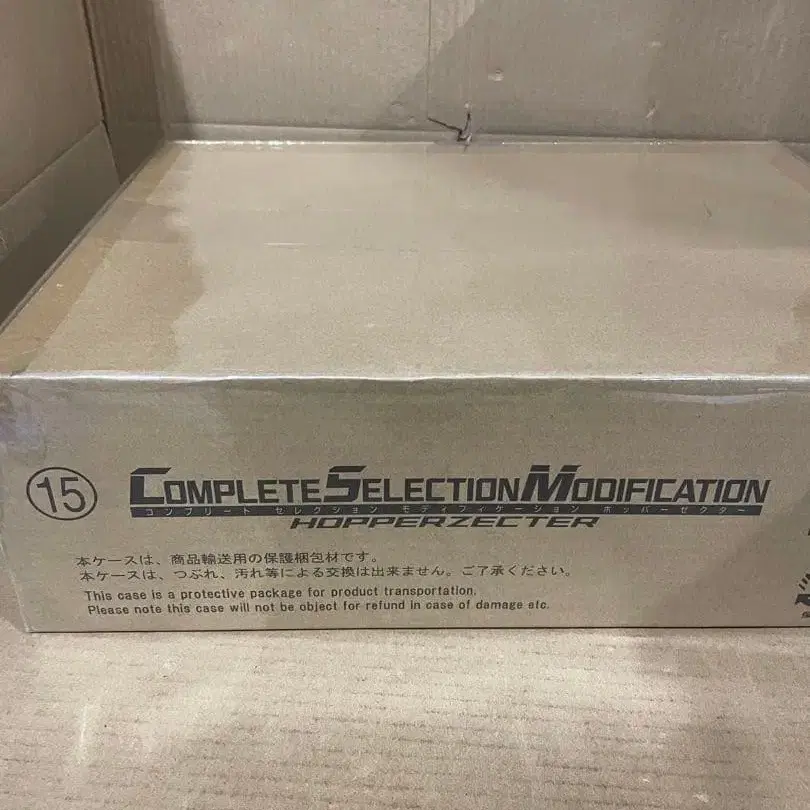 15
COMPLETE SELECTION MODIFICATION
コンプリート セレクション モディフィケーション ホッパーゼクター
HOPPERZECTER
本ケースは、商品輸送用の保護梱包材です。
本ケースは、つぶれ、汚れ等による交換は出来ません。ご了承ください。
This case is a protective package for product transportation.
Please note this case will not be object for refund in case of damage etc.